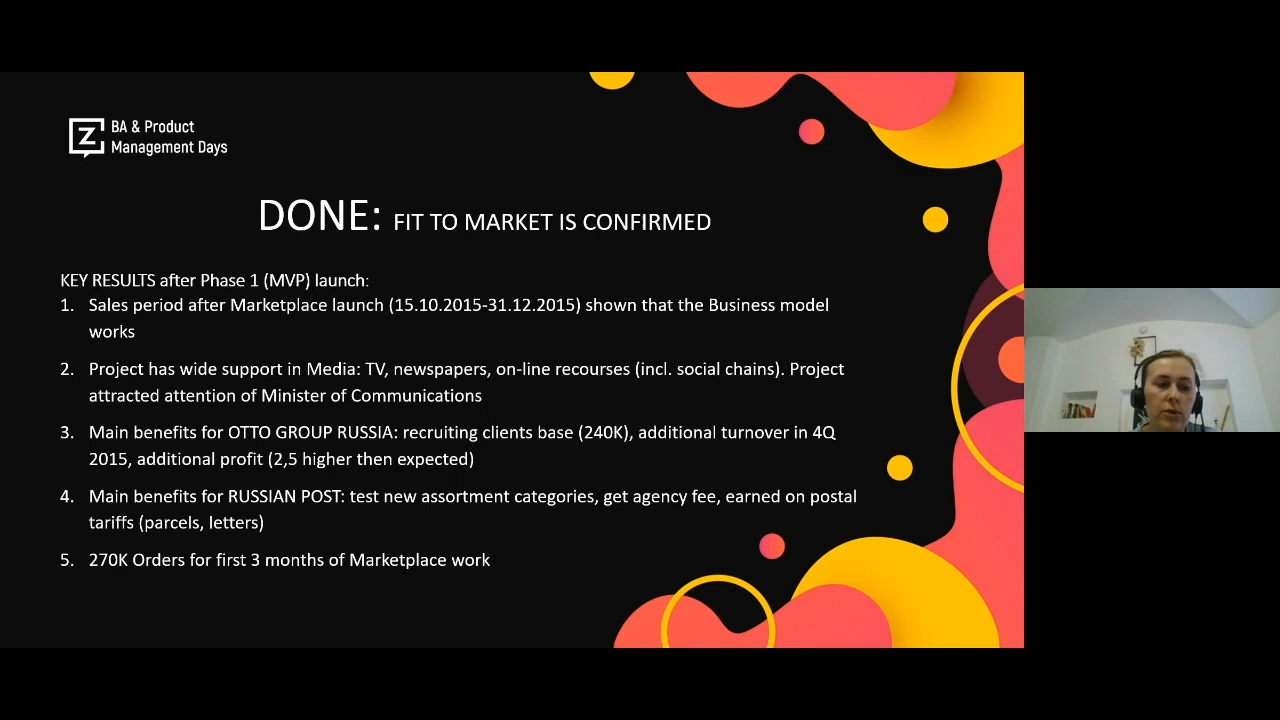 BA & Product
Management Days
DONE: FIT TO MARKET IS CONFIRMED
KEY RESULTS after Phase 1 (MVP) launch:
1. Sales period after Marketplace launch (15.10.2015-31.12.2015) shown that the Business model
works
2. Project has wide support in Media: TV, newspapers, on-line recourses (incl. social chains). Project
attracted attention of Minister of Communications
3. Main benefits for OTTO GROUP RUSSIA: recruiting clients base (240K), additional turnover in 4Q
2015, additional profit (2,5 higher then expected)
4. Main benefits for RUSSIAN POST: test new assortment categories, get agency fee, earned on postal
tariffs (parcels, letters)
5. 270K Orders for first 3 months of Marketplace work